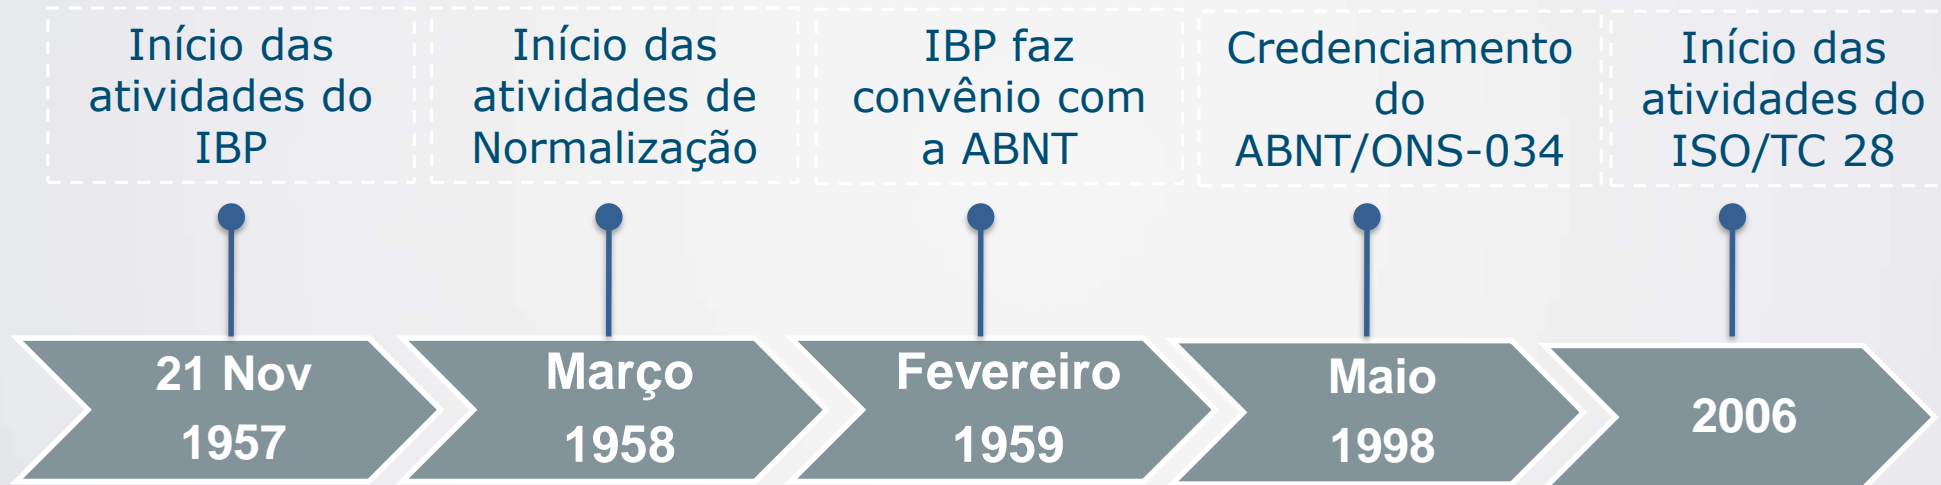 Início das
atividades do
IBP
Início das
atividades de
Normalização
IBP faz
convênio com
a ABNT
Credenciamento
do
ABNT/ONS-034
Início das
atividades do
ISO/TC 28
21 Nov
1957
Março
1958
Fevereiro
1959
Maio
1998
2006